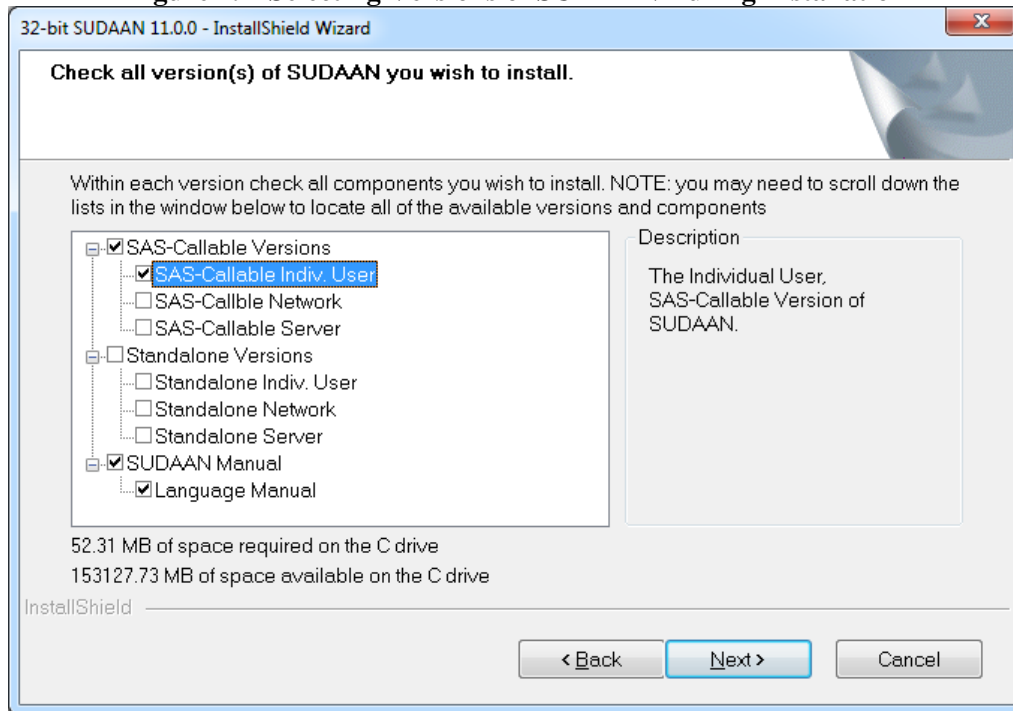 32-bit SUDAAN 11.0.0 - InstallShield Wizard
Check all version(s) of SUDAAN you wish to install.
Within each version check all components you wish to install. NOTE: you may need to scroll down the
lists in the window below to locate all of the available versions and components
SAS-Callable Versions
SAS-Callable Indiv. User
SAS-Callble Network
SAS-Callable Server
Standalone Versions
Standalone Indiv. User
Standalone Network
Standalone Server
SUDAAN Manual
Language Manual
Description
The Individual User,
SAS-Callable Version of
SUDAAN.
52.31 MB of space required on the C drive
153127.73 MB of space available on the C drive
InstallShield
< Back
Next >
Cancel